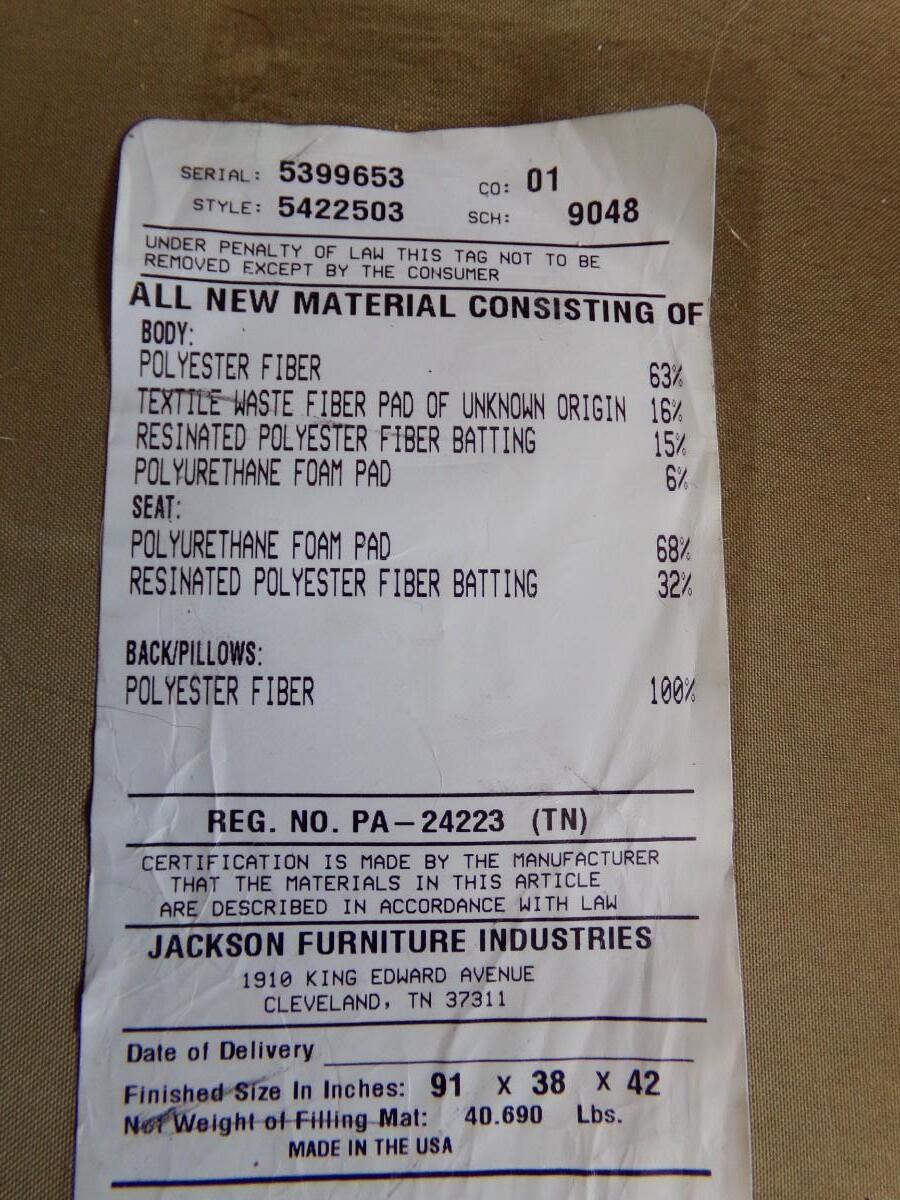 SERIAL: 5399653 CO: 01
STYLE: 5422503 SCH: 9048
UNDER PENALTY OF LAW THIS TAG NOT TO BE
REMOVED EXCEPT BY THE CONSUMER
ALL NEW MATERIAL CONSISTING OF
BODY:
POLYESTER FIBER 63%
TEXTILE WASTE FIBER PAD OF UNKNOWN ORIGIN 16%
RESINATED POLYESTER FIBER BATTING 15%
POLYURETHANE FOAM PAD 6%
SEAT:
POLYURETHANE FOAM PAD 68%
RESINATED POLYESTER FIBER BATTING 32%
BACK/PILLOWS:
POLYESTER FIBER 100%
REG. NO. PA-24223 (TN)
CERTIFICATION IS MADE BY THE MANUFACTURER
THAT THE MATERIALS IN THIS ARTICLE
ARE DESCRIBED IN ACCORDANCE WITH LAW
JACKSON FURNITURE INDUSTRIES
1910 KING EDWARD AVENUE
CLEVELAND, TN 37311
Date of Delivery
Finished Size In Inches: 91 X 38 X 42
Net Weight of Filling Mat: 40.690 Lbs.
MADE IN THE USA